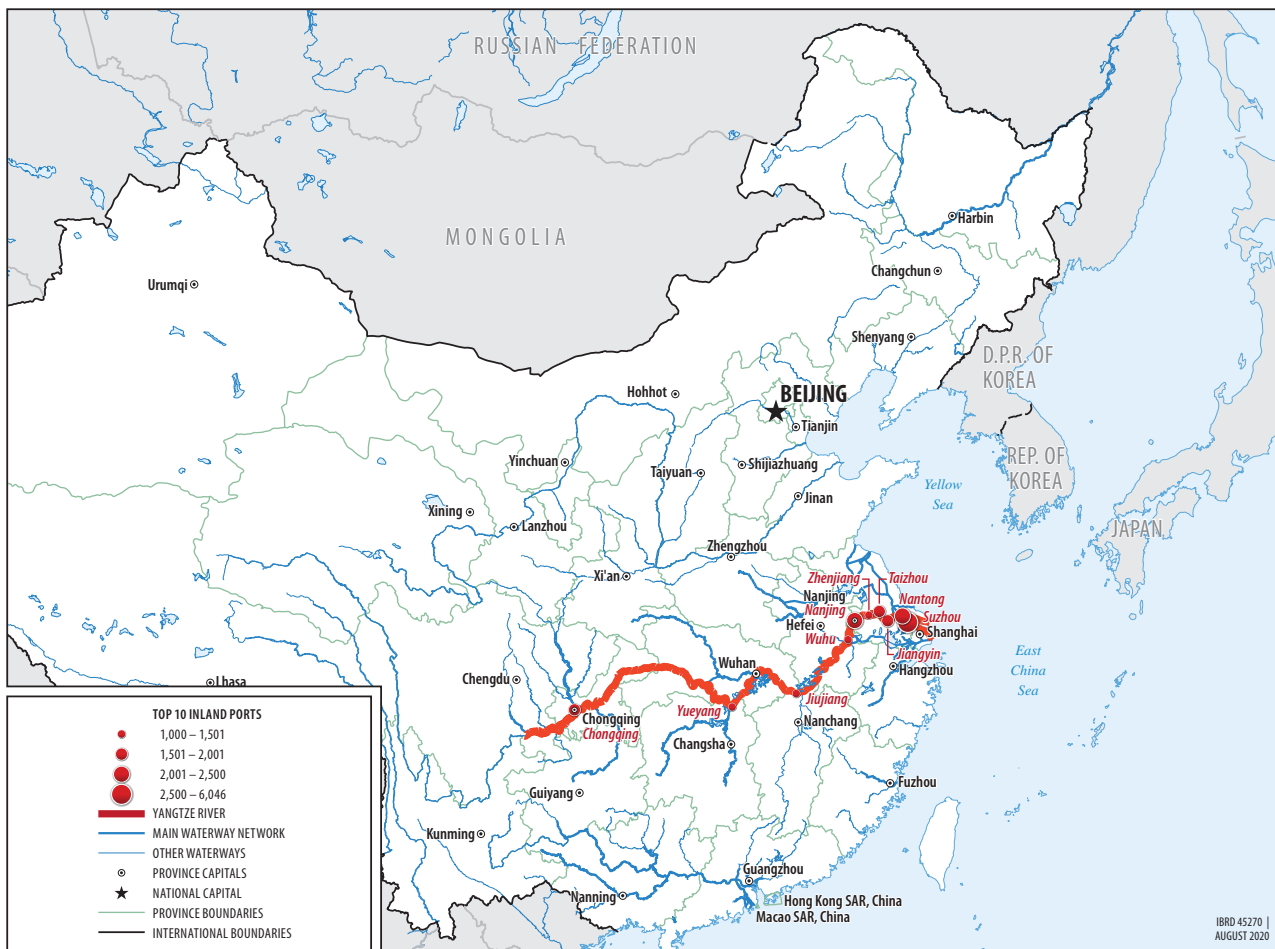 RUSSIAN FEDERATION
MONGOLIA
Harbin
Changchun
Urumqi
Shenyang
D.P.R. OF
KOREA
Hohhot
BEIJING
Tianjin
Yinchuan
Taiyuan
Shijiazhuang
REP. OF
KOREA
Yellow
Sea
Jinan
Xining
Lanzhou
JAPAN
Zhengzhou
Xi'an
Zhenjiang
Taizhou
Nanjing
Nantong
Nanjing
Suzhou
Hefei
Shanghai
Wuhu
Jiangyin
East
China
Sea
Hangzhou
Wuhan
Chengdu
Lhasa
Jiujiang
Yueyang
Chongqing
Chongqing
Nanchang
Changsha
Fuzhou
Guiyang
Kunming
Guangzhou
Nanning
Hong Kong SAR, China
Macao SAR, China
TOP 10 INLAND PORTS
1,000 – 1,501
1,501 – 2,001
2,001 – 2,500
2,500 – 6,046
YANGTZE RIVER
MAIN WATERWAY NETWORK
OTHER WATERWAYS
PROVINCE CAPITALS
NATIONAL CAPITAL
PROVINCE BOUNDARIES
INTERNATIONAL BOUNDARIES
IBRD 45270 |
AUGUST 2020